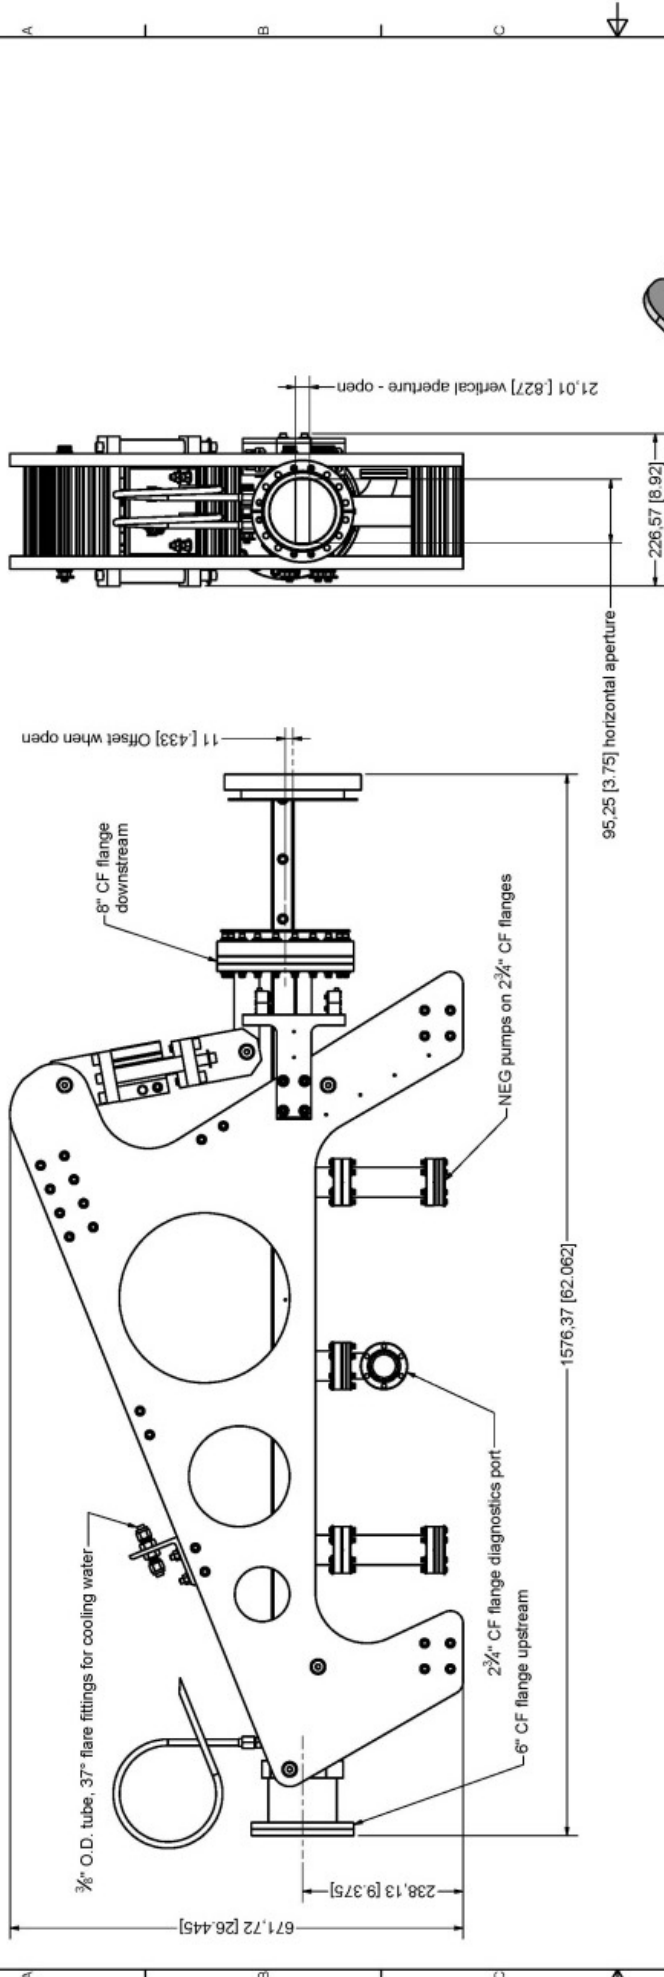 A
B
C
21,01 [.827] vertical aperture - open
226,57 [8.92]
95,25 [3.75] horizontal aperture
11 [.433] Offset when open
8" CF flange
downstream
NEG pumps on 2¾" CF flanges
1576,37 [62.062]
⅜" O.D. tube, 37° flare fittings for cooling water
2¾" CF flange diagnostics port
6" CF flange upstream
238,13 [9.375]
671,72 [26.445]
A
B
C